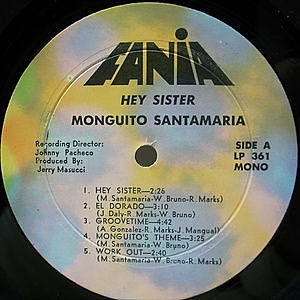 FANIA
HEY SISTER
MONGUITO SANTAMARIA
Recording Director:
Johnny Pacheco
Produced By:
Jerry Masucci
SIDE A
LP 361
MONO
1. HEY SISTER—2:26
(M. Santamaria-W. Bruno-R. Marks)
2. EL DORADO—3:10
(J. Daly-R. Marks-W. Bruno)
3. GROOVETIME—4:42
(A. Gonzalez-R. Marks-J. Mangual)
4. MONGUITO'S THEME—3:25
(M. Santamaria-W. Bruno)
5. WORK OUT—2:40
(M. Santamaria-W. Bruno-R. Marks)